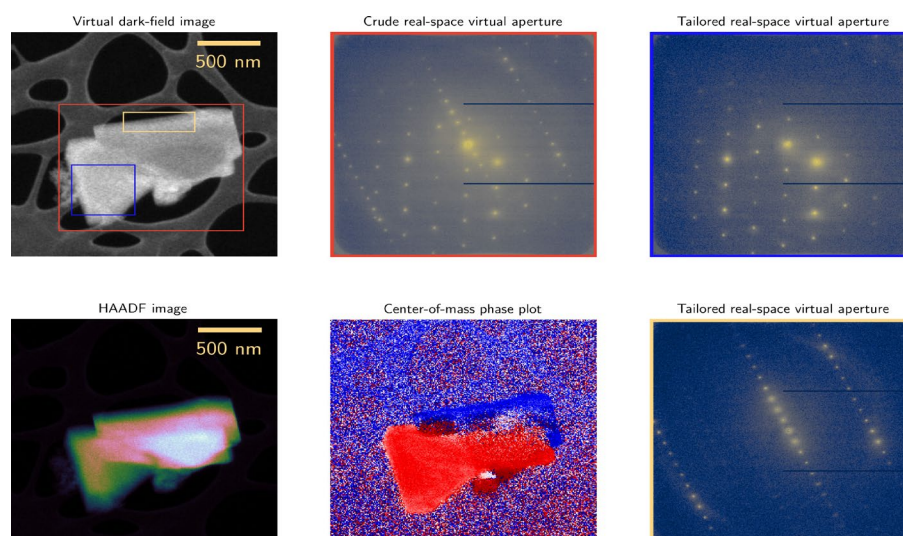 Virtual dark-field image
Crude real-space virtual aperture
Tailored real-space virtual aperture
500 nm
HAADF image
Center-of-mass phase plot
Tailored real-space virtual aperture
500 nm